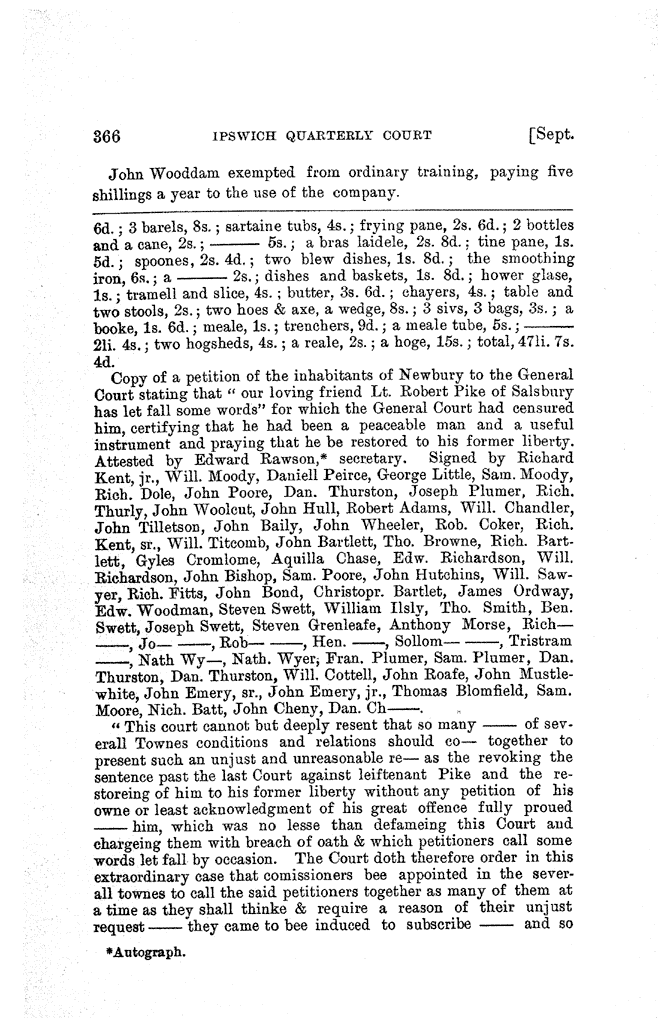 366 IPSWICH QUARTERLY COURT [Sept.
John Wooddam exempted from ordinary training, paying five
shillings a year to the use of the company.
6d. ; 3 barels, 8s. ; sartaine tubs, 4s. ; frying pane, 2s. 6d. ; 2 bottles
and a cane, 2s. ; —— 5s. ; a bras laidele, 2s. 8d. ; tine pane, 1s.
5d. ; spoones, 2s. 4d. ; two blew dishes, 1s. 8d. ; the smoothing
iron, 6s. ; a —— 2s. ; dishes and baskets, 1s. 8d. ; hower glase,
1s. ; tramell and slice, 4s. ; butter, 3s. 6d. ; chayers, 4s. ; table and
two stools, 2s. ; two hoes & axe, a wedge, 8s. ; 3 sivs, 3 bags, 3s. ; a
booke, 1s. 6d. ; meale, 1s. ; trenchers, 9d. ; a meale tube, 5s. ; ——
2li. 4s. ; two hogsheds, 4s. ; a reale, 2s. ; a hoge, 15s. ; total, 47li. 7s.
4d.
Copy of a petition of the inhabitants of Newbury to the General
Court stating that " our loving friend Lt. Robert Pike of Salsbury
has let fall some words" for which the General Court had censured
him, certifying that he had been a peaceable man and a useful
instrument and praying that he be restored to his former liberty.
Attested by Edward Rawson,* secretary. Signed by Richard
Kent, jr., Will. Moody, Daniell Peirce, George Little, Sam. Moody,
Rich. Dole, John Poore, Dan. Thurston, Joseph Plumer, Rich.
Thurly, John Woolcut, John Hull, Robert Adams, Will. Chandler,
John Tilletson, John Baily, John Wheeler, Rob. Coker, Rich.
Kent, sr., Will. Titcomb, John Bartlett, Tho. Browne, Rich. Bart-
lett, Gyles Cromlome, Aquilla Chase, Edw. Richardson, Will.
Richardson, John Bishop, Sam. Poore, John Hutchins, Will. Saw-
yer, Rich. Fitts, John Bond, Christopr. Bartlet, James Ordway,
Edw. Woodman, Steven Swett, William Ilsly, Tho. Smith, Ben.
Swett, Joseph Swett, Steven Grenleafe, Anthony Morse, Rich—
——, Jo— ——, Rob— ——, Hen. ——, Sollom— ——, Tristram
——, Nath Wy—, Nath. Wyer, Fran. Plumer, Sam. Plumer, Dan.
Thurston, Dan. Thurston, Will. Cottell, John Roafe, John Mustle-
white, John Emery, sr., John Emery, jr., Thomas Blomfield, Sam.
Moore, Nich. Batt, John Cheny, Dan. Ch——.
" This court cannot but deeply resent that so many —— of sev-
erall Townes conditions and relations should co— together to
present such an unjust and unreasonable re— as the revoking the
sentence past the last Court against leiftenant Pike and the re-
storeing of him to his former liberty without any petition of his
owne or least acknowledgment of his great offence fully proued
—— him, which was no lesse than defameing this Court and
chargeing them with breach of oath & which petitioners call some
words let fall by occasion. The Court doth therefore order in this
extraordinary case that comissioners bee appointed in the sever-
all townes to call the said petitioners together as many of them at
a time as they shall thinke & require a reason of their unjust
request —— they came to bee induced to subscribe —— and so
*Autograph.